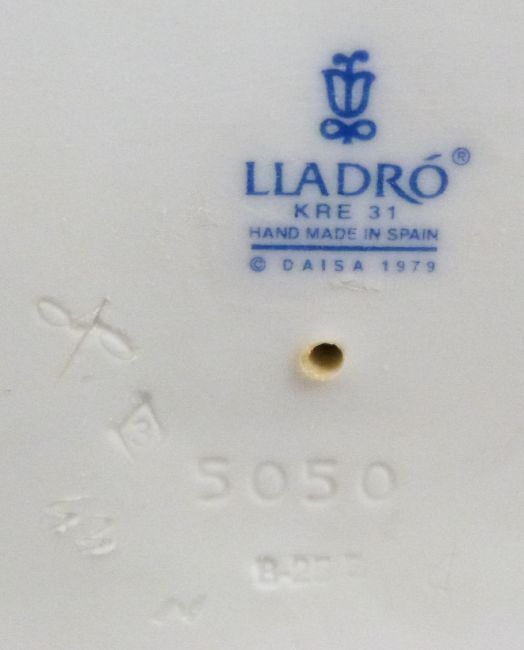 LLADRÓ®
KRE 31
HAND MADE IN SPAIN
© DAISA 1979
5050